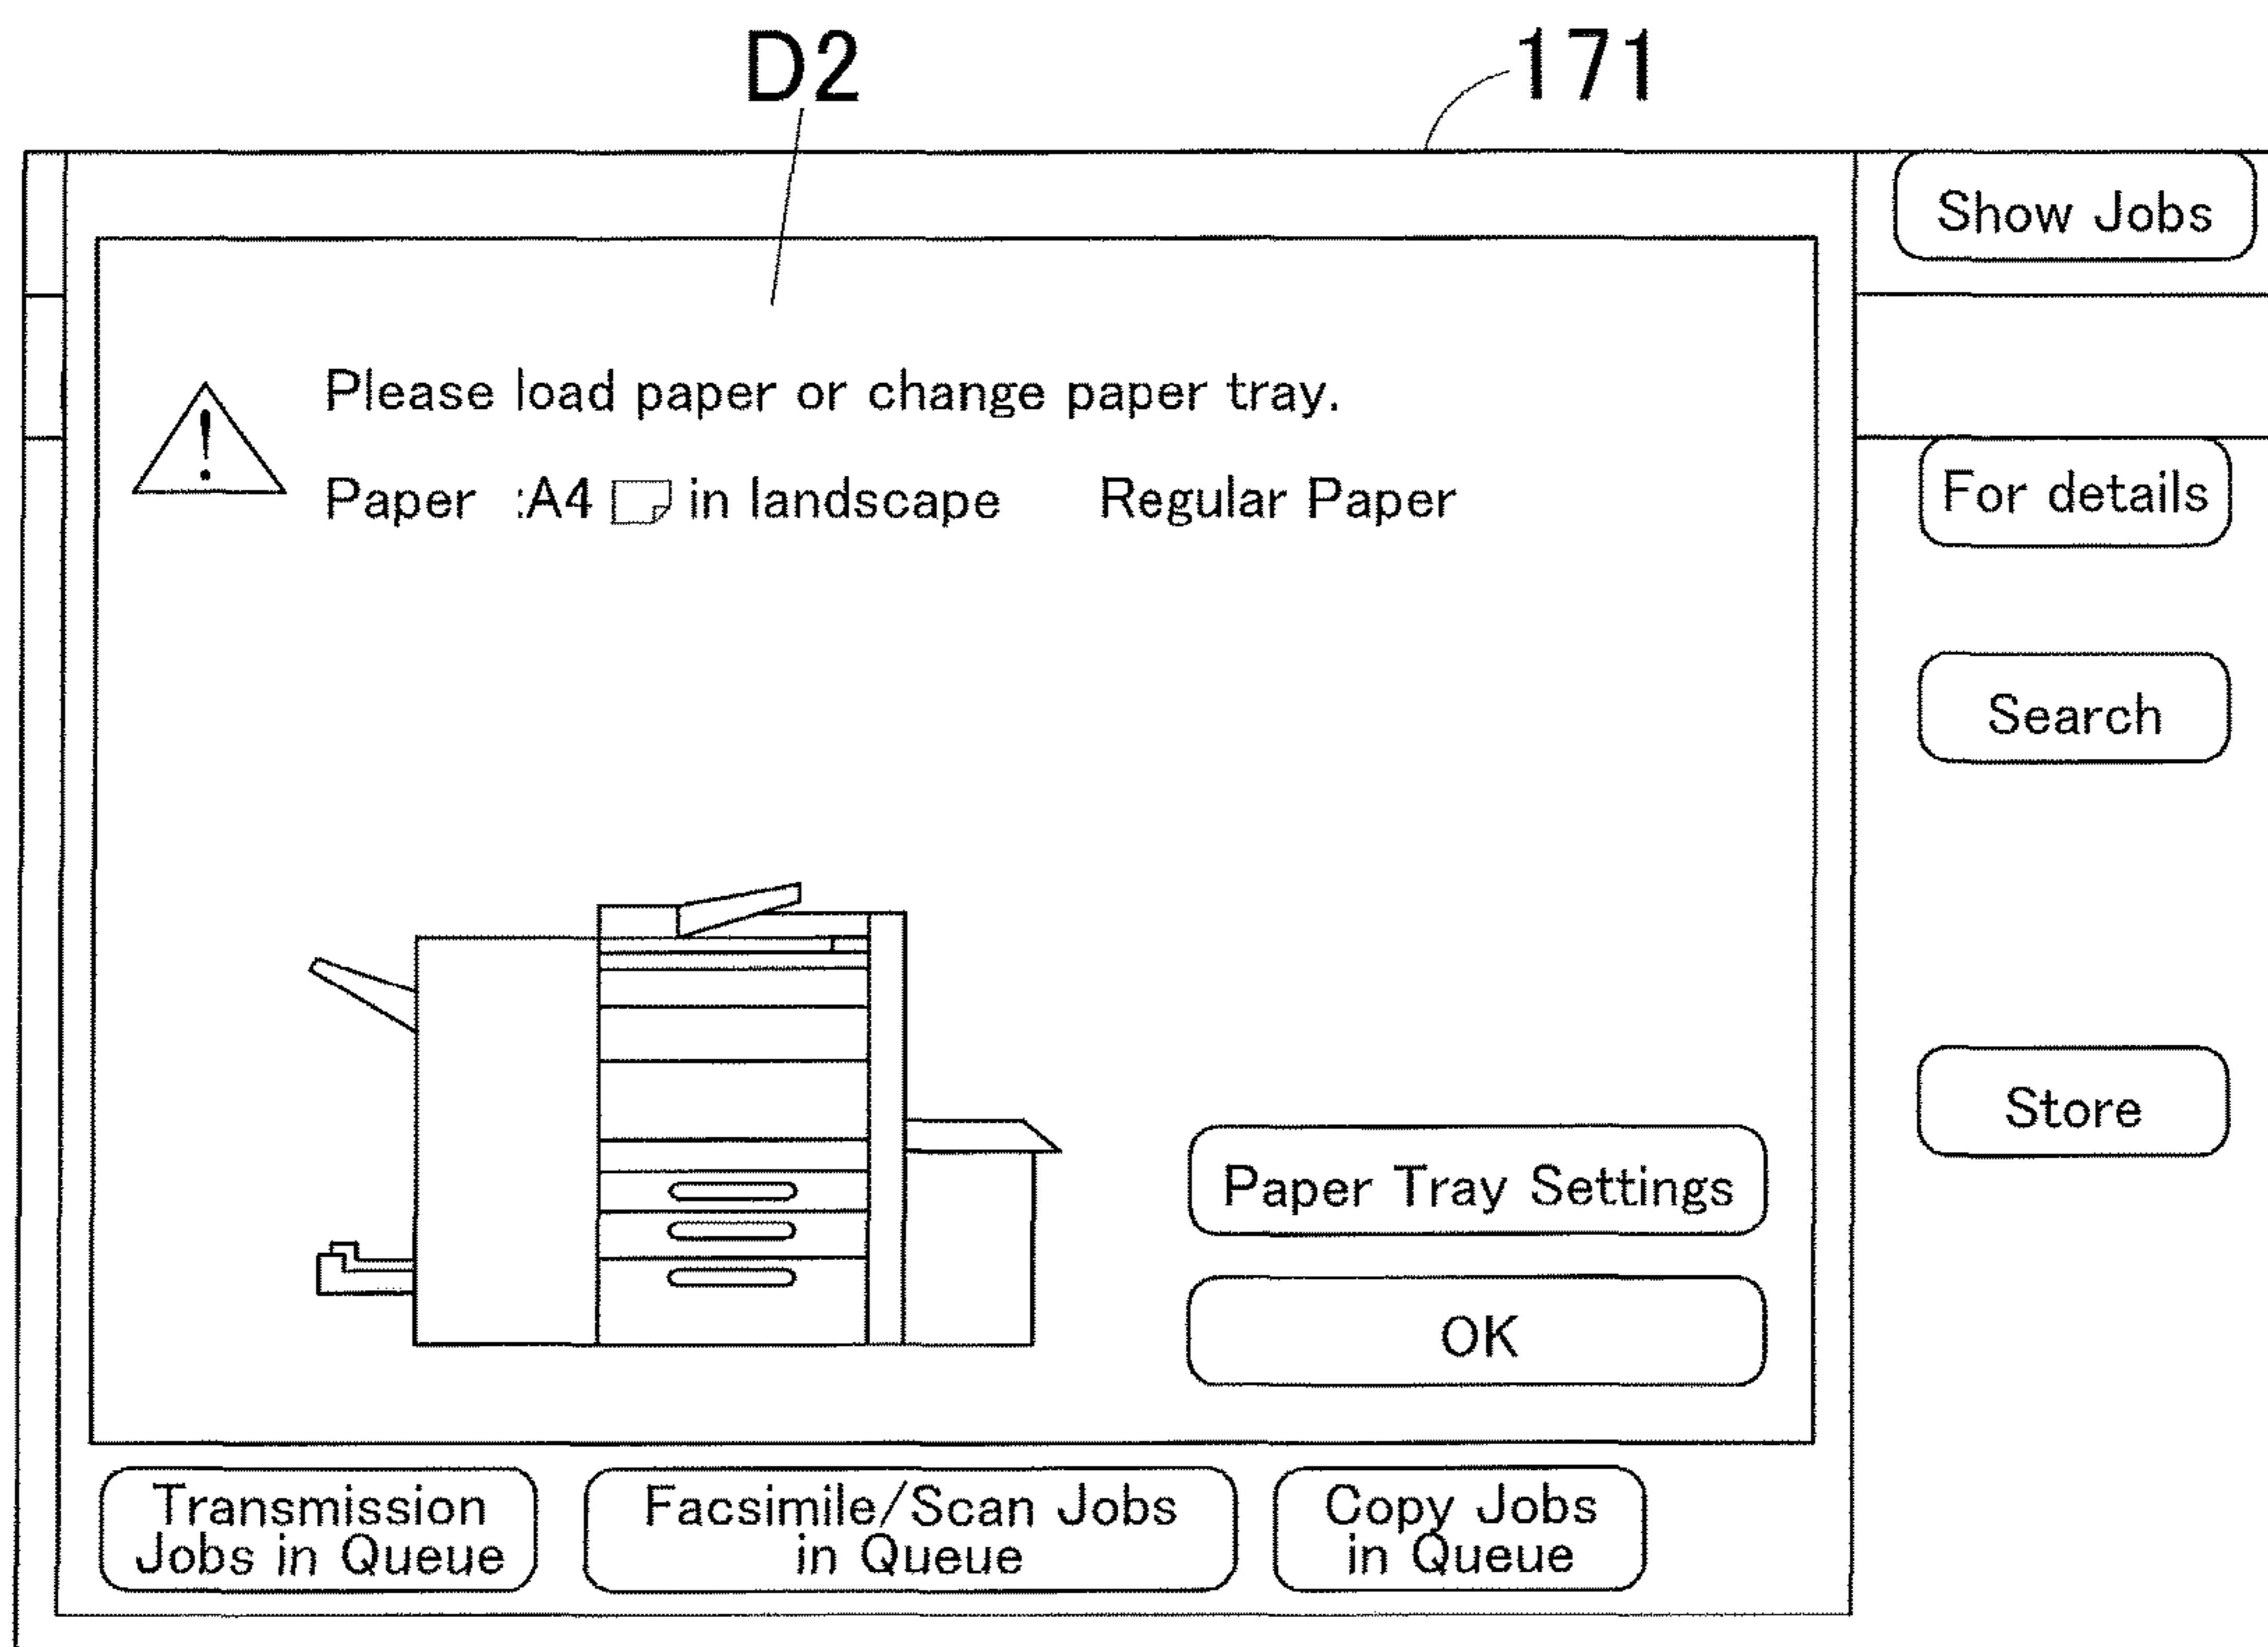 D2
171
Show Jobs
Please load paper or change paper tray.
Paper :A4 in landscape Regular Paper
For details
Search
Store
Paper Tray Settings
OK
Transmission
Jobs in Queue
Facsimile/Scan Jobs
in Queue
Copy Jobs
in Queue